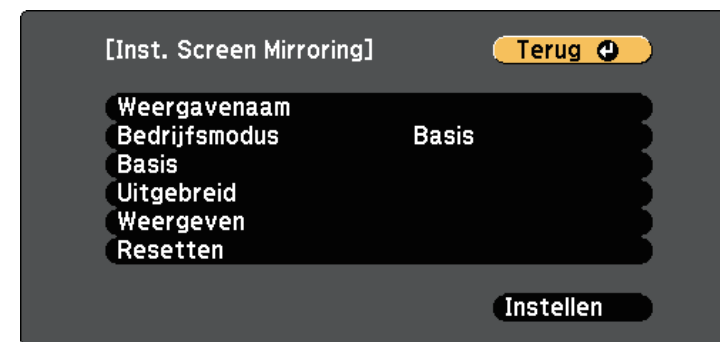 [Inst. Screen Mirroring] Terug
Weergavenaam
Bedrijfsmodus Basis
Basis
Uitgebreid
Weergeven
Resetten
Instellen